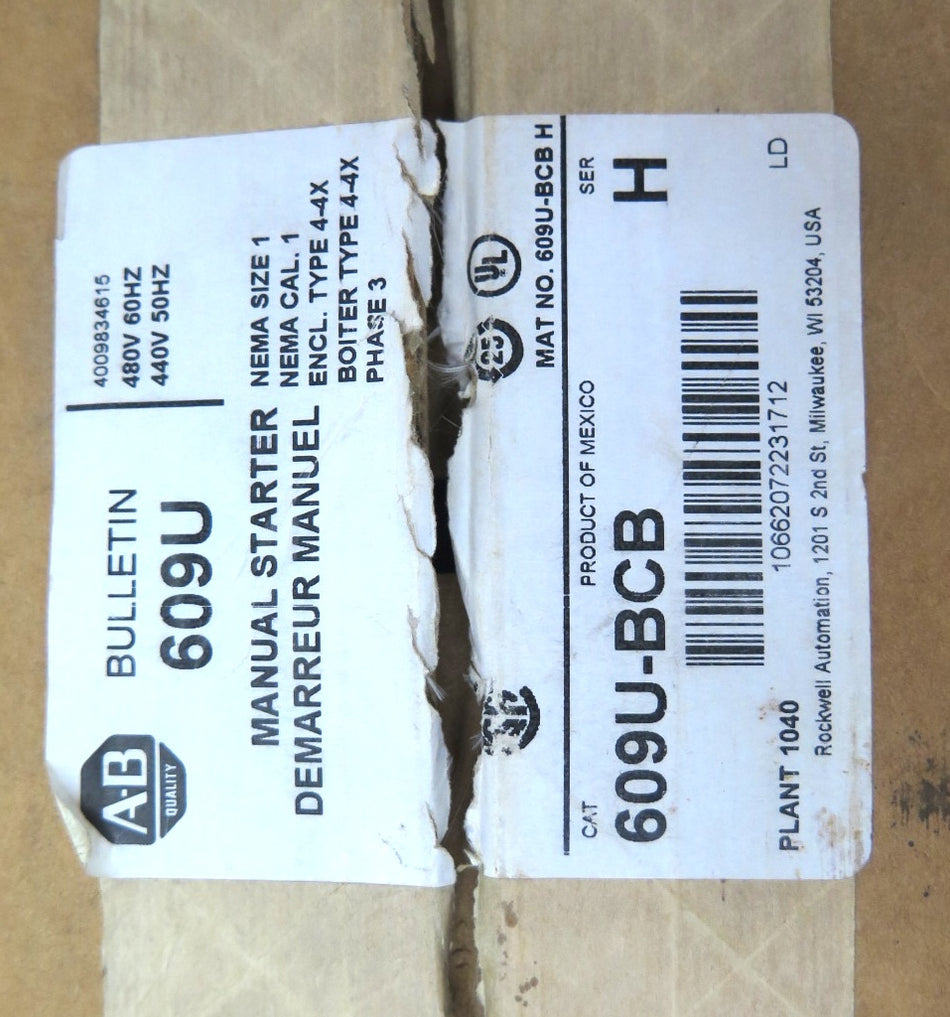 A·B
QUALITY
BULLETIN
609U
4009834615
480V 60HZ
440V 50HZ
MANUAL STARTER
DEMARREUR MANUEL
NEMA SIZE 1
NEMA CAL. 1
ENCL. TYPE 4-4X
BOITER TYPE 4-4X
PHASE 3
25
UL
MAT NO. 609U-BCB H
CAT
PRODUCT OF MEXICO
SER
609U-BCB
H
10662072231712
PLANT 1040
LD
Rockwell Automation, 1201 S 2nd St, Milwaukee, WI 53204, USA